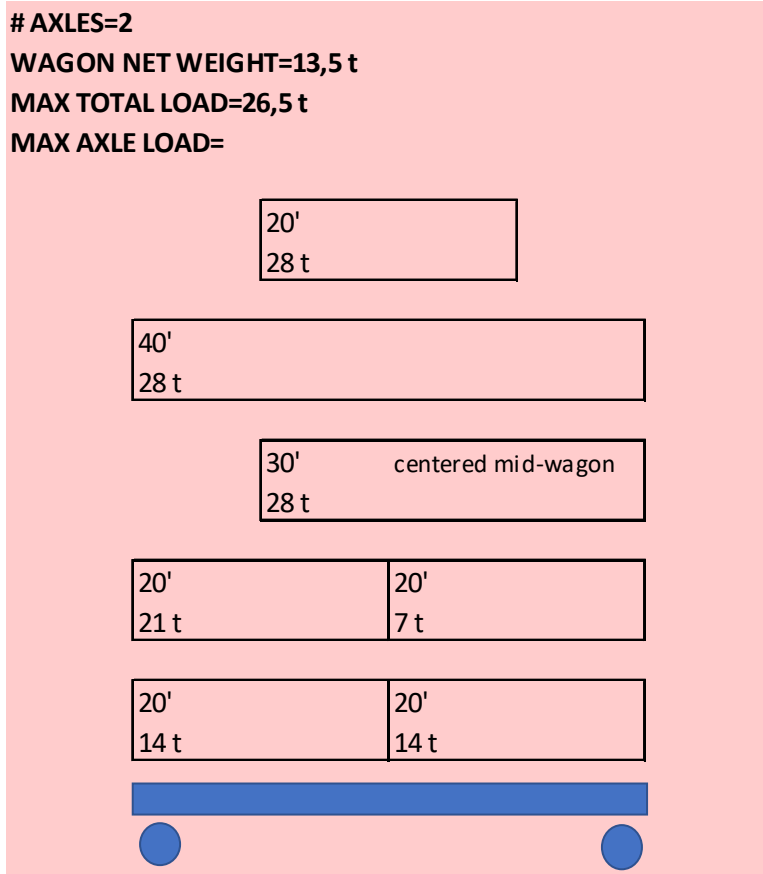 # AXLES=2
WAGON NET WEIGHT=13,5 t
MAX TOTAL LOAD=26,5 t
MAX AXLE LOAD=
20'
28 t
40'
28 t
30' centered mid-wagon
28 t
20' 20'
21 t 7 t
20' 20'
14 t 14 t